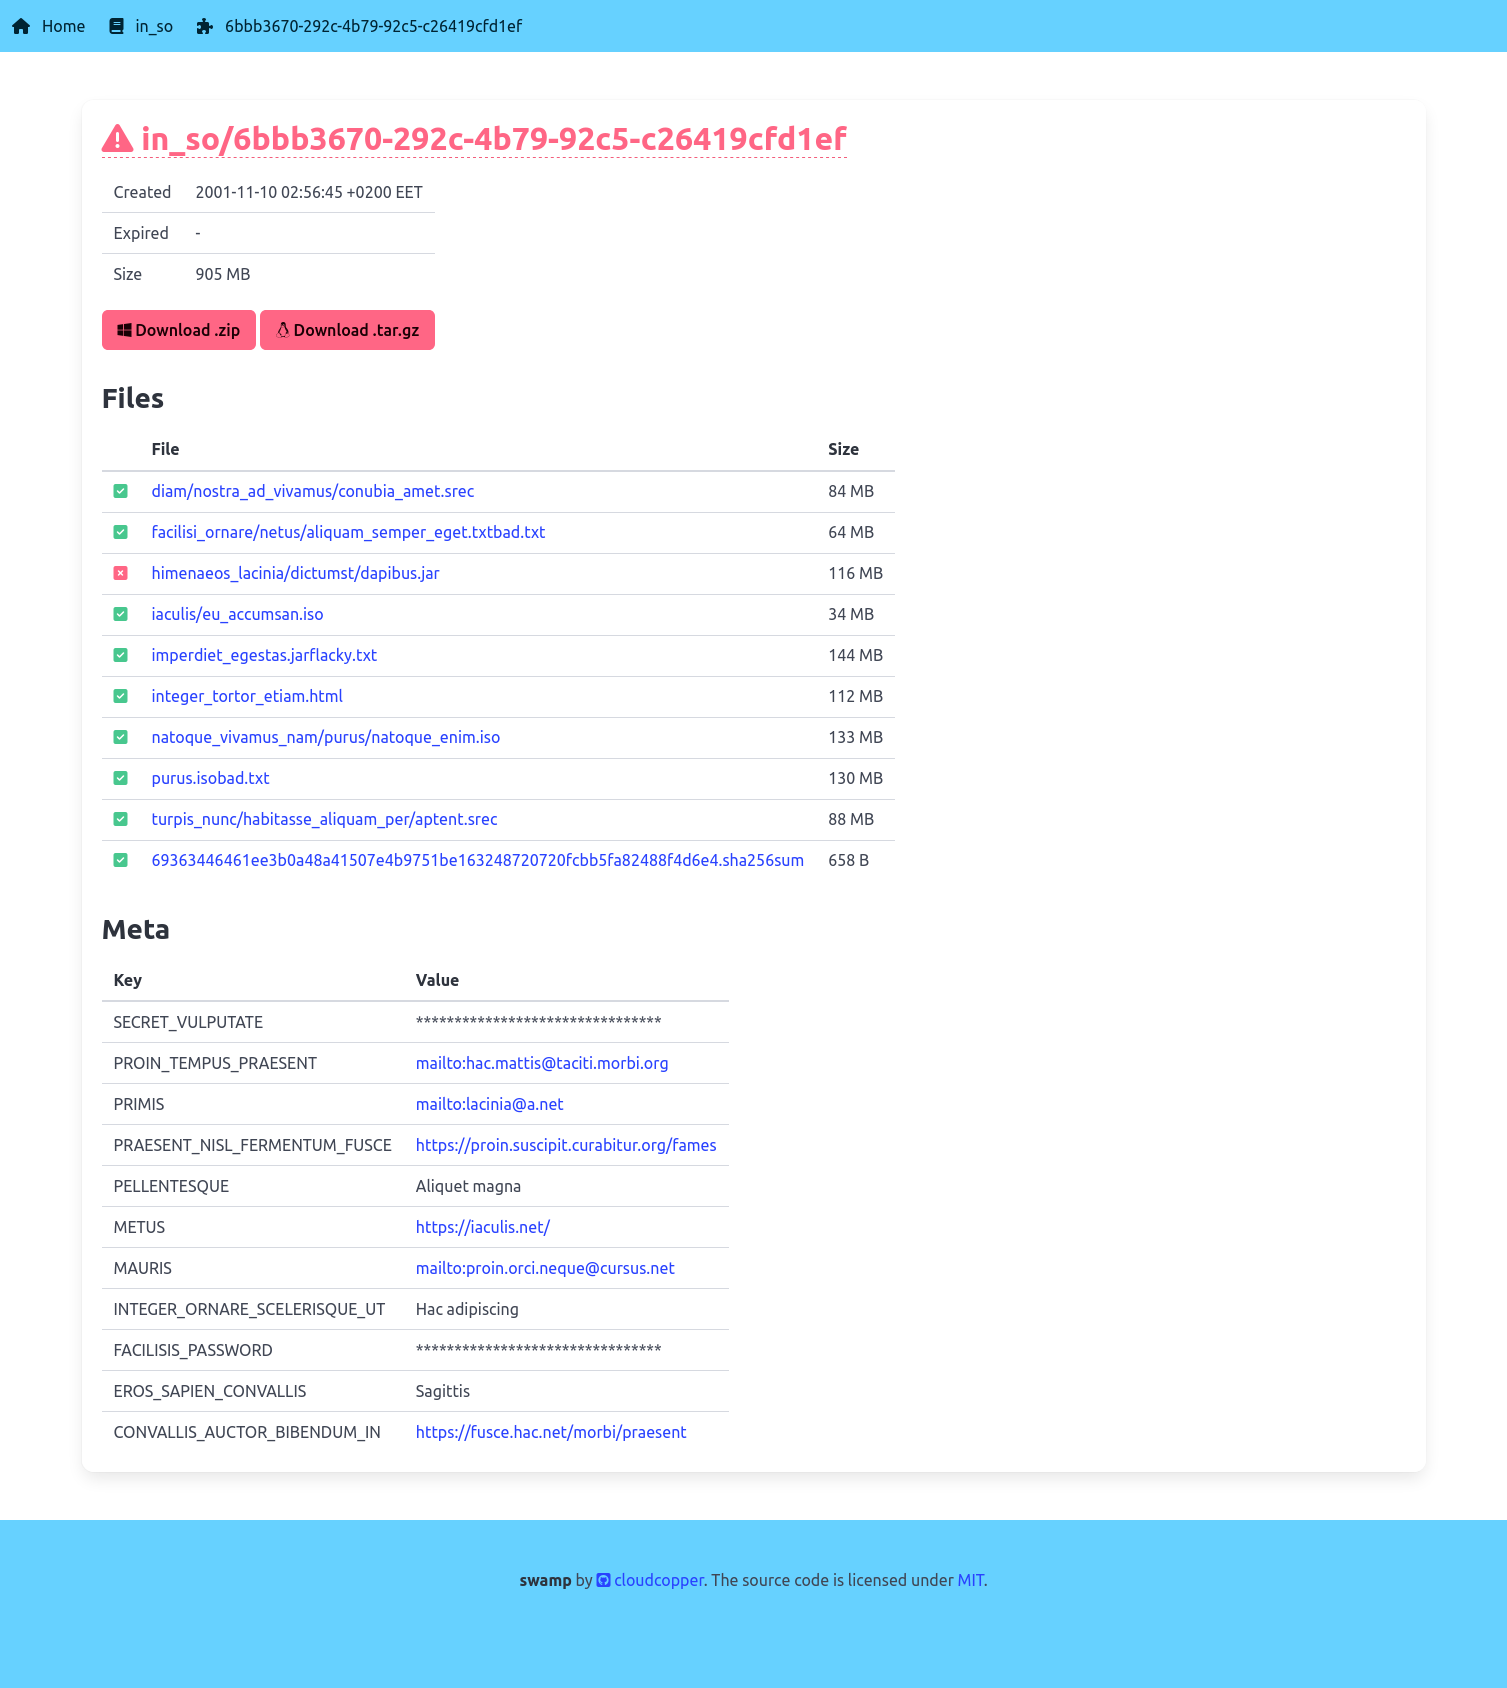 Home in_so 6bbb3670-292c-4b79-92c5-c26419cfd1ef
in_so/6bbb3670-292c-4b79-92c5-c26419cfd1ef
Created 2001-11-10 02:56:45 +0200 EET
Expired -
Size 905 MB
Download .zip Download .tar.gz
Files
File Size
diam/nostra_ad_vivamus/conubia_amet.srec 84 MB
facilisi_ornare/netus/aliquam_semper_eget.txtbad.txt 64 MB
himenaeos_lacinia/dictumst/dapibus.jar 116 MB
iaculis/eu_accumsan.iso 34 MB
imperdiet_egestas.jarflacky.txt 144 MB
integer_tortor_etiam.html 112 MB
natoque_vivamus_nam/purus/natoque_enim.iso 133 MB
purus.isobad.txt 130 MB
turpis_nunc/habitasse_aliquam_per/aptent.srec 88 MB
69363446461ee3b0a48a41507e4b9751be163248720720fcbb5fa82488f4d6e4.sha256sum 658 B
Meta
Key Value
SECRET_VULPUTATE ********************************
PROIN_TEMPUS_PRAESENT mailto:hac.mattis@taciti.morbi.org
PRIMIS mailto:lacinia@a.net
PRAESENT_NISL_FERMENTUM_FUSCE https://proin.suscipit.curabitur.org/fames
PELLENTESQUE Aliquet magna
METUS https://iaculis.net/
MAURIS mailto:proin.orci.neque@cursus.net
INTEGER_ORNARE_SCELERISQUE_UT Hac adipiscing
FACILISIS_PASSWORD ********************************
EROS_SAPIEN_CONVALLIS Sagittis
CONVALLIS_AUCTOR_BIBENDUM_IN https://fusce.hac.net/morbi/praesent
swamp by cloudcopper. The source code is licensed under MIT.